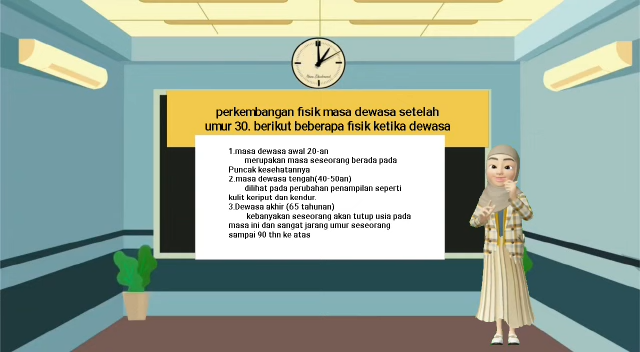 perkembangan fisik masa dewasa setelah
umur 30. berikut beberapa fisik ketika dewasa
1.masa dewasa awal 20-an
merupakan masa seseorang berada pada
Puncak kesehatannya
2.masa dewasa tengah(40-50an)
dilihat pada perubahan penampilan seperti
kulit keriput dan kendur.
3.Dewasa akhir (65 tahunan)
kebanyakan seseorang akan tutup usia pada
masa ini dan sangat jarang umur seseorang
sampai 90 thn ke atas